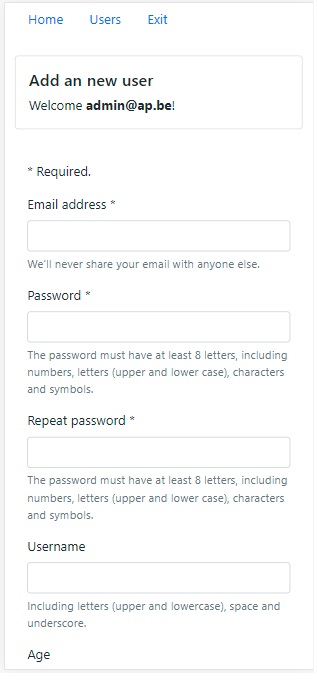 Home Users Exit
Add an new user
Welcome admin@ap.be!
* Required.
Email address *
We'll never share your email with anyone else.
Password *
The password must have at least 8 letters, including
numbers, letters (upper and lower case), characters
and symbols.
Repeat password *
The password must have at least 8 letters, including
numbers, letters (upper and lower case), characters
and symbols.
Username
Including letters (upper and lowercase), space and
underscore.
Age